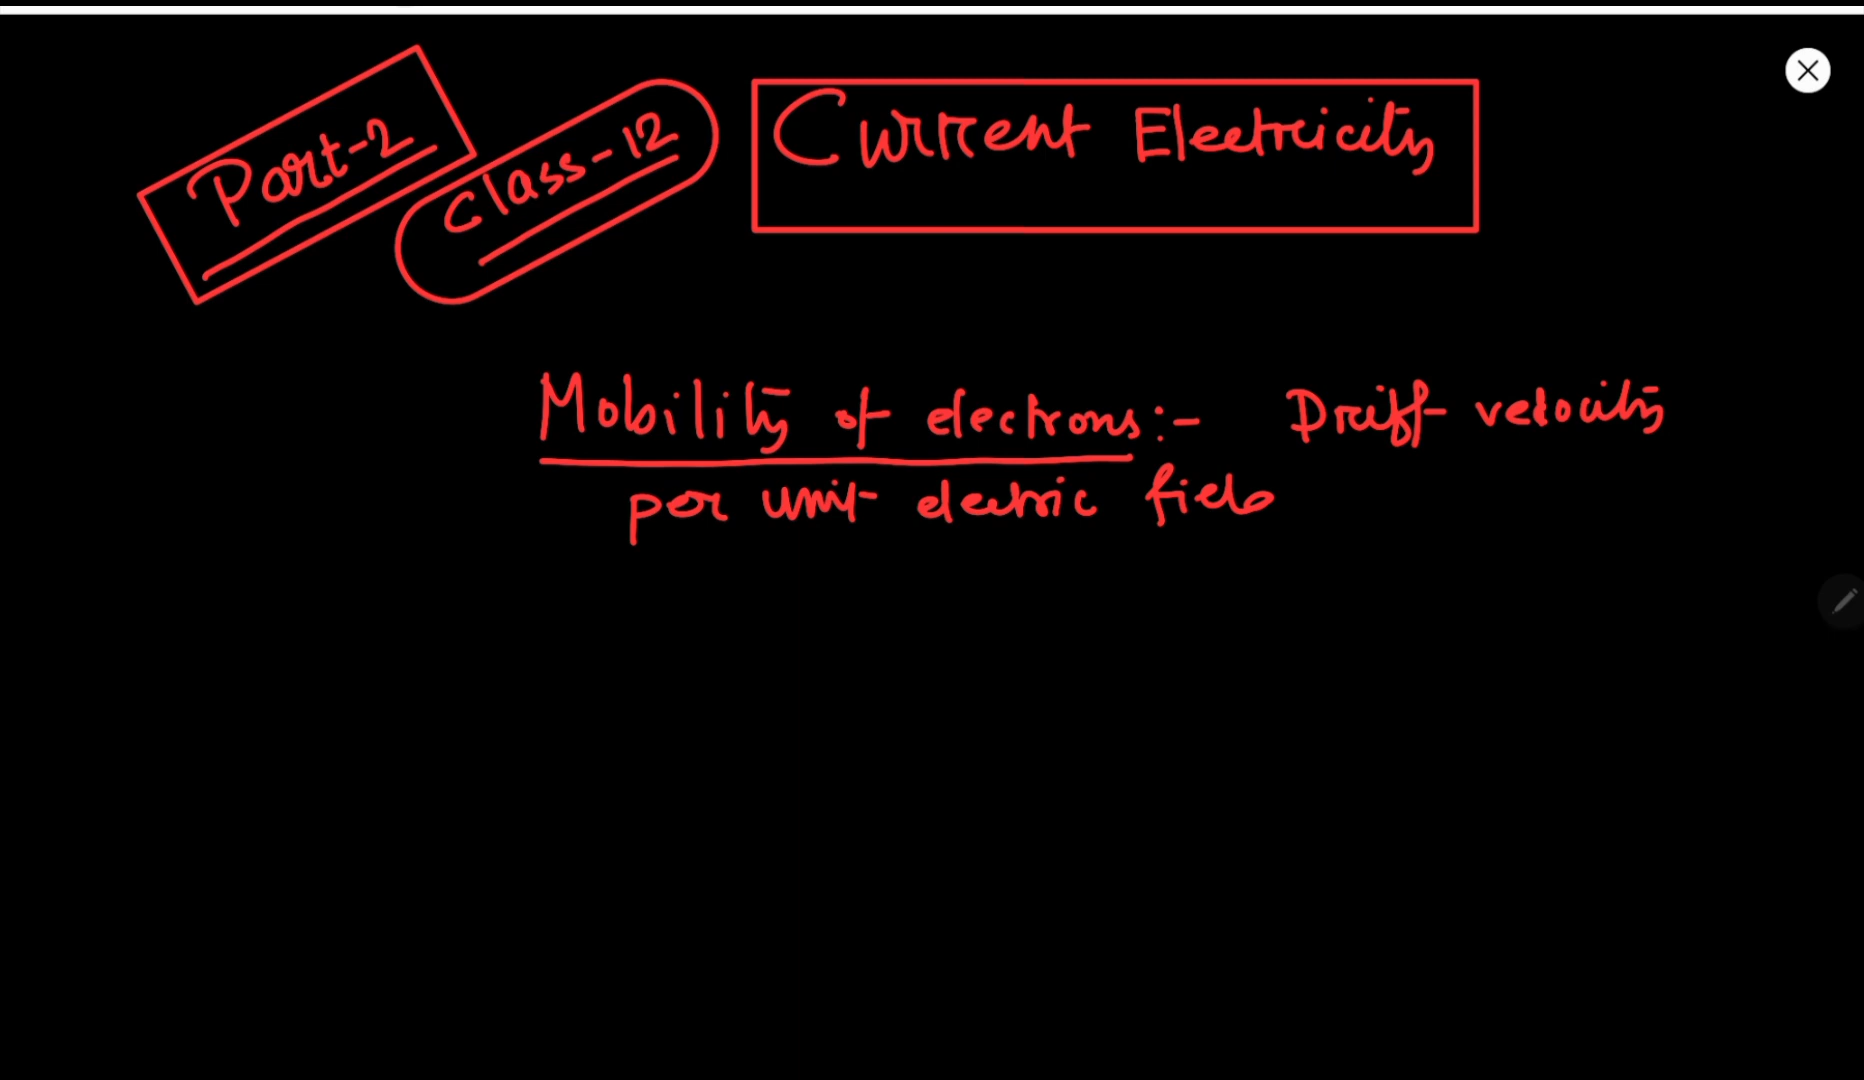 Part-2
Class-12
Current Electricity
Mobility of electrons:- Drift velocity
per unit electric field